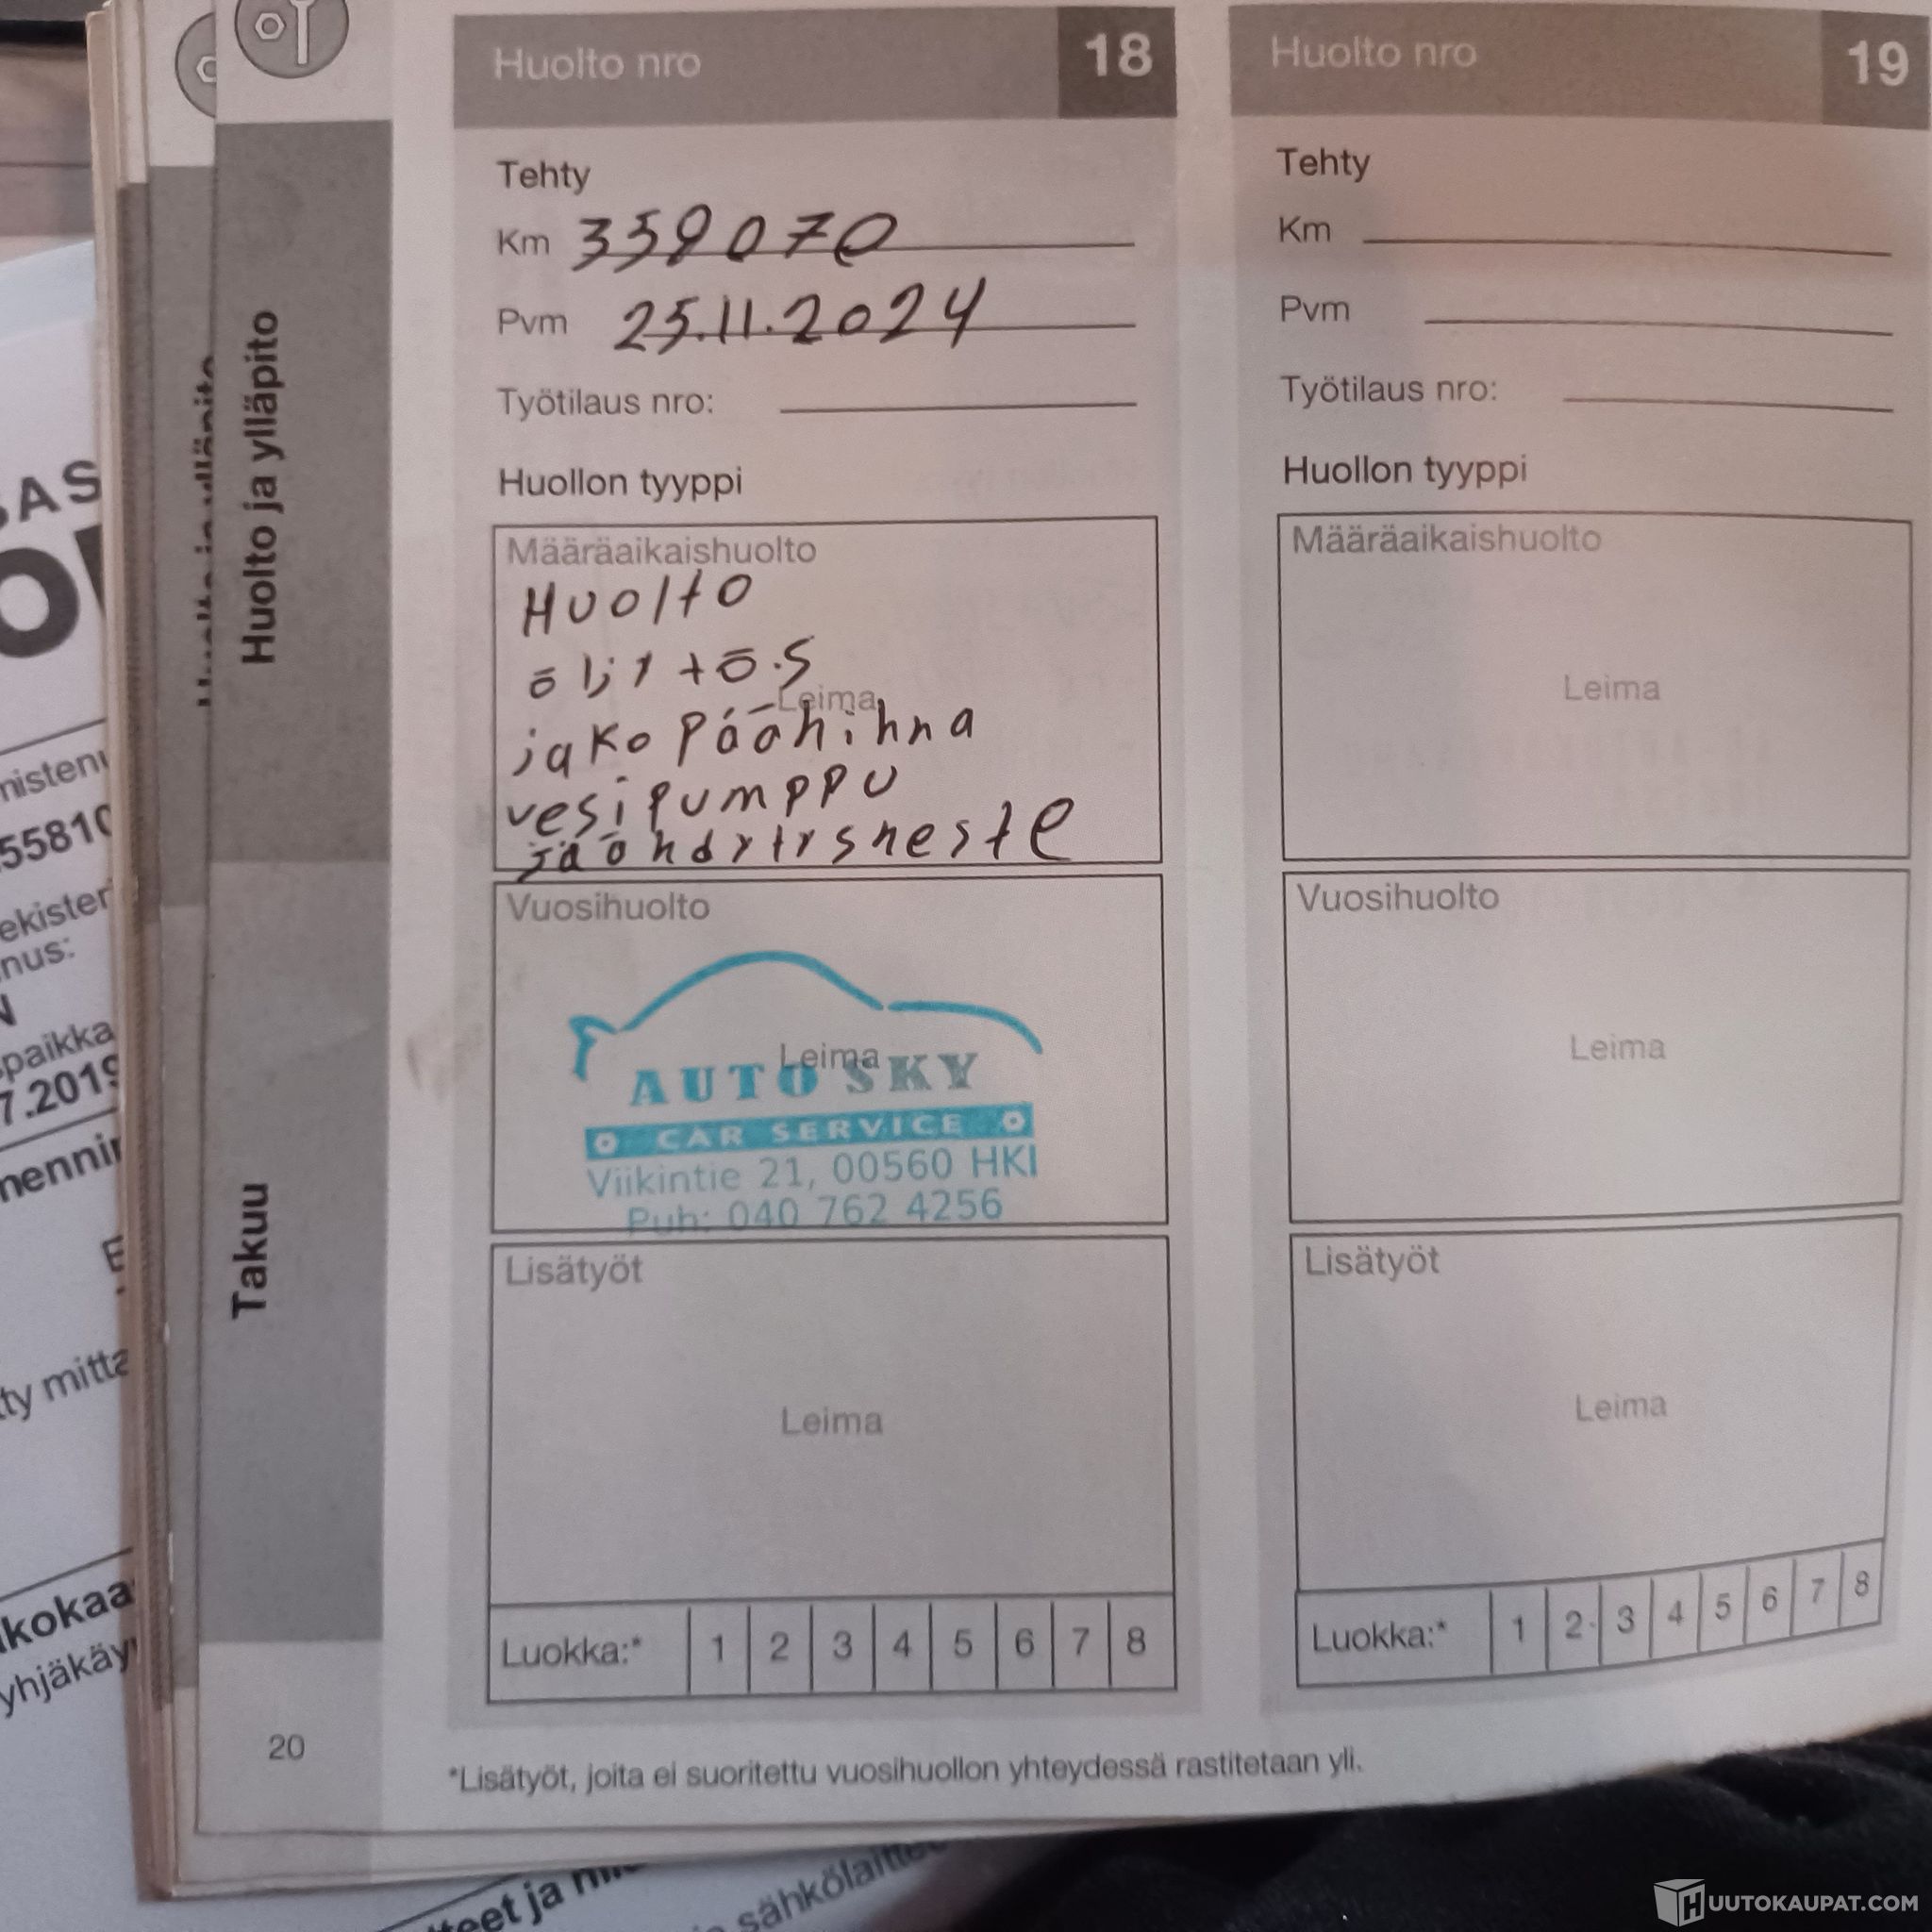 Huolto nro 18
Tehty
Km 359070
Pvm 25.11.2024
Työtilaus nro:
Huollon tyyppi
Määräaikaishuolto
Huolto
ölјy +ö.s
Leima
jakopäähihna
vesipumppu
jäähdytysneste
Vuosihuolto
Leima
AUTO SKY
CAR SERVICE
Viikintie 21, 00560 HKI
Puh: 040 762 4256
Lisätyöt
Leima
Luokka:* 1 2 3 4 5 6 7 8
Huolto nro 19
Tehty
Km
Pvm
Työtilaus nro:
Huollon tyyppi
Määräaikaishuolto
Leima
Vuosihuolto
Leima
Lisätyöt
Leima
Luokka:* 1 2 3 4 5 6 7 8
*Lisätyöt, joita ei suoritettu vuosihuollon yhteydessä rastitetaan yli.
20
Huolto ja ylläpito
Takuu
HUUTOKAUPAT.COM